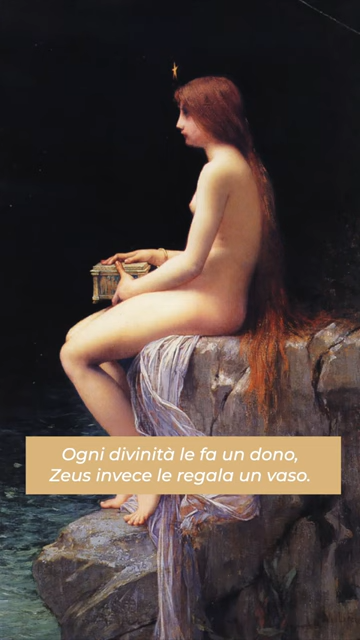 Ogni divinità le fa un dono,
Zeus invece le regala un vaso.